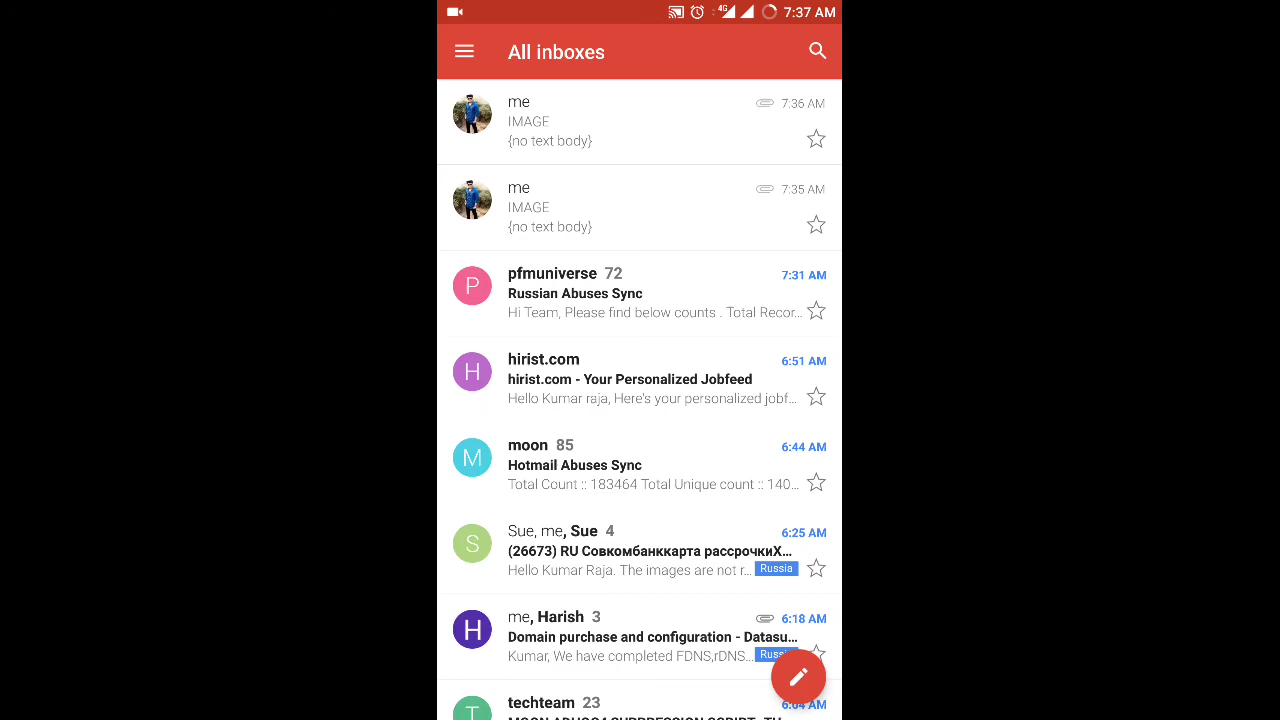 4G 7:37 AM
All inboxes
me 7:36 AM
IMAGE
{no text body}
me 7:35 AM
IMAGE
{no text body}
P pfmuniverse 72 7:31 AM
Russian Abuses Sync
Hi Team, Please find below counts . Total Recor...
H hirist.com 6:51 AM
hirist.com - Your Personalized Jobfeed
Hello Kumar raja, Here's your personalized jobf...
M moon 85 6:44 AM
Hotmail Abuses Sync
Total Count :: 183464 Total Unique count :: 140...
S Sue, me, Sue 4 6:25 AM
(26673) RU Совкомбанккарта рассрочкиХ...
Hello Kumar Raja. The images are not r... Russia
H me, Harish 3 6:18 AM
Domain purchase and configuration - Datasu...
Kumar, We have completed FDNS,rDNS...
T techteam 23 6:04 AM